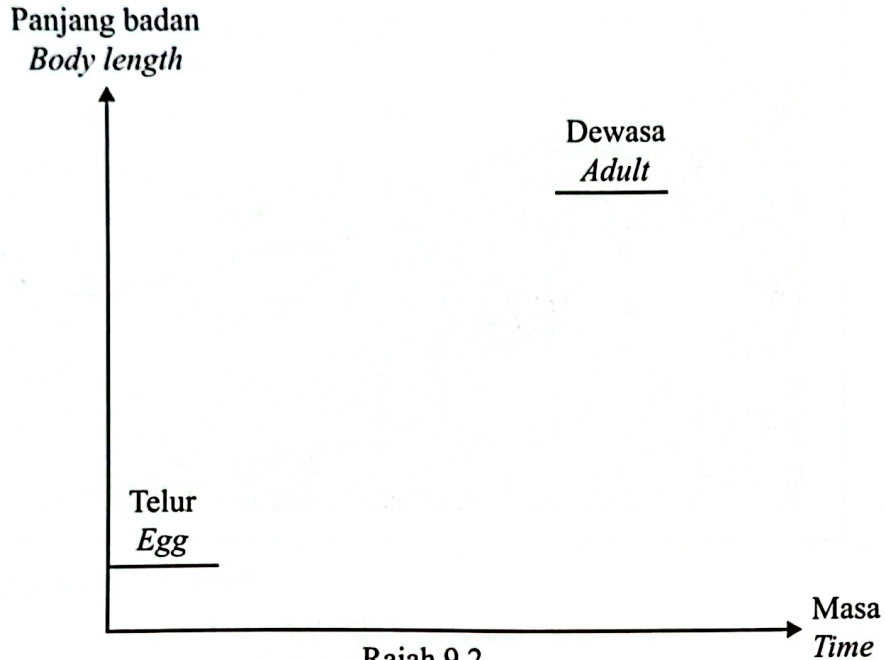 Panjang badan
Body length
Dewasa
Adult
Telur
Egg
Masa
Time
Rajah 9.2